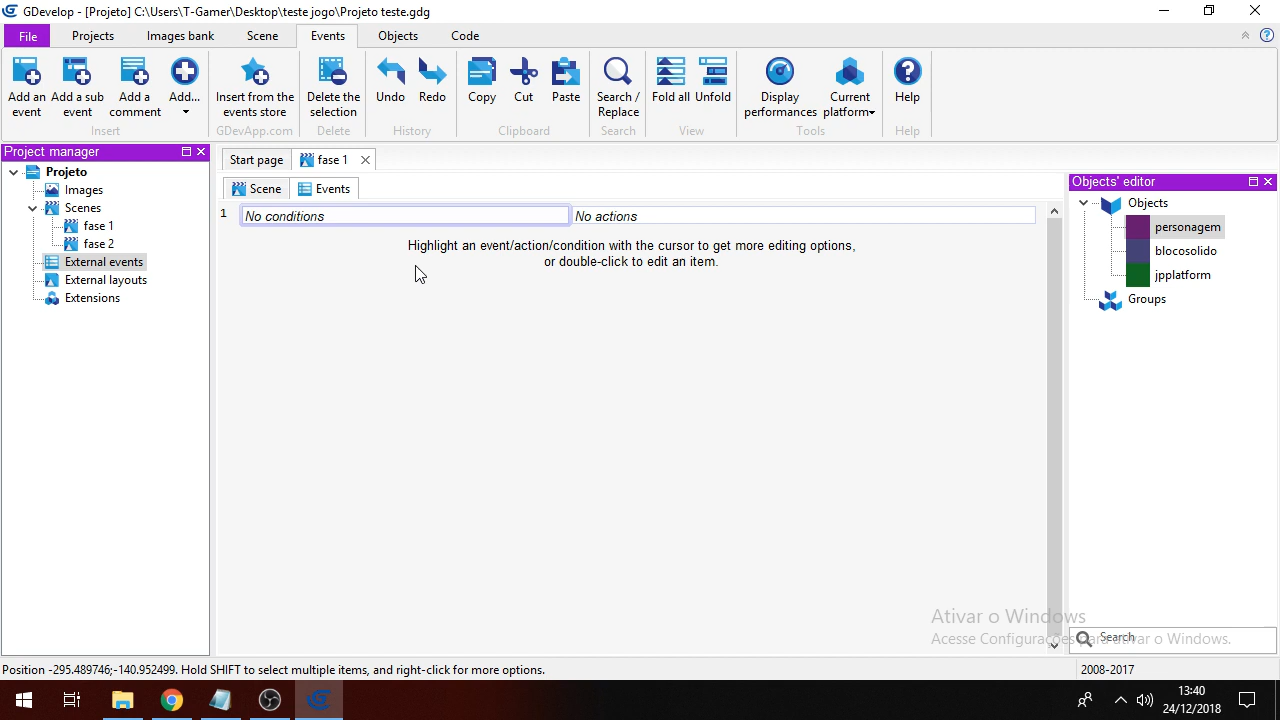 GDevelop - [Projeto] C:\Users\T-Gamer\Desktop\teste jogo\Projeto teste.gdg
File Projects Images bank Scene Events Objects Code
Add an event
Add a sub event
Add a comment
Add...
Insert from the events store
Delete the selection
Undo
Redo
Copy
Cut
Paste
Search / Replace
Fold all
Unfold
Display performances
Current platform
Help
Insert GDevApp.com Delete History Clipboard Search View Tools Help
Project manager
Projeto
Images
Scenes
fase 1
fase 2
External events
External layouts
Extensions
Start page fase 1
Scene Events
1 No conditions No actions
Highlight an event/action/condition with the cursor to get more editing options,
or double-click to edit an item.
Objects' editor
Objects
personagem
blocosolido
jpplatform
Groups
Ativar o Windows
Acesse Configurações para ativar o Windows.
Search
Position -295.489746;-140.952499. Hold SHIFT to select multiple items, and right-click for more options.
2008-2017
13:40
24/12/2018